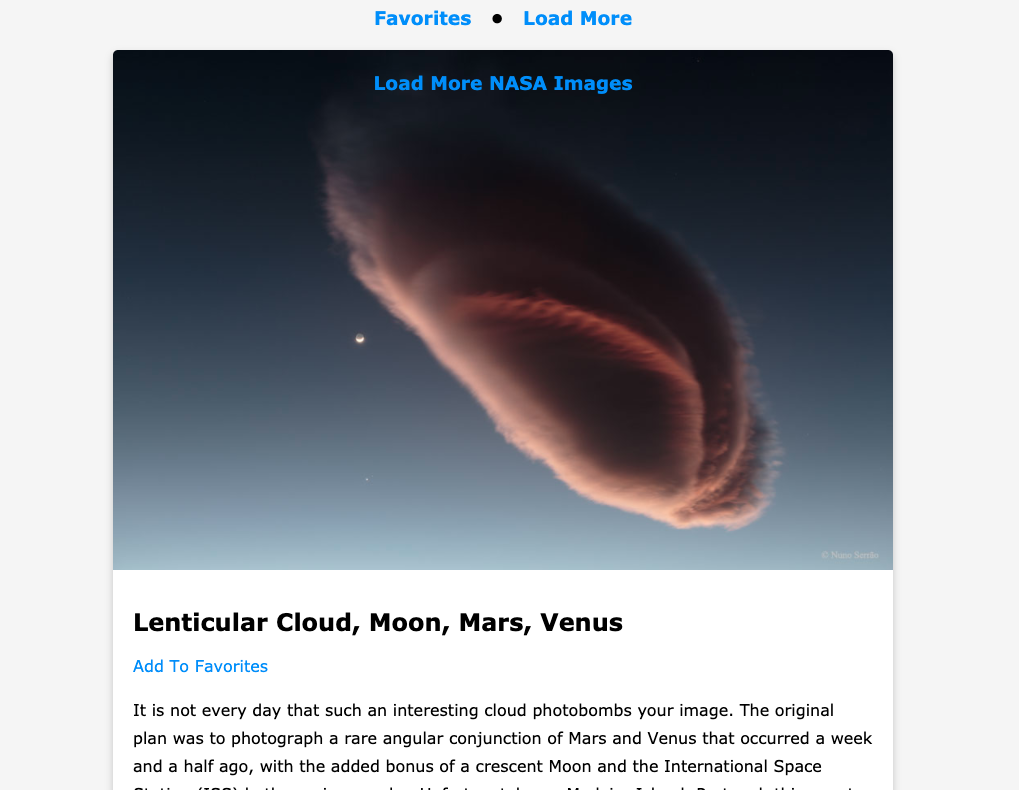 Favorites ● Load More
Load More NASA Images
© Nuno Serrão
Lenticular Cloud, Moon, Mars, Venus
Add To Favorites
It is not every day that such an interesting cloud photobombs your image. The original
plan was to photograph a rare angular conjunction of Mars and Venus that occurred a week
and a half ago, with the added bonus of a crescent Moon and the International Space